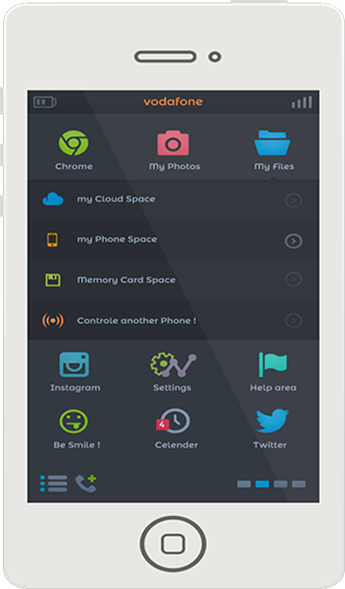 vodafone
Chrome My Photos My Files
my Cloud Space
my Phone Space
Memory Card Space
Controle another Phone !
Instagram Settings Help area
4
Be Smile ! Celender Twitter